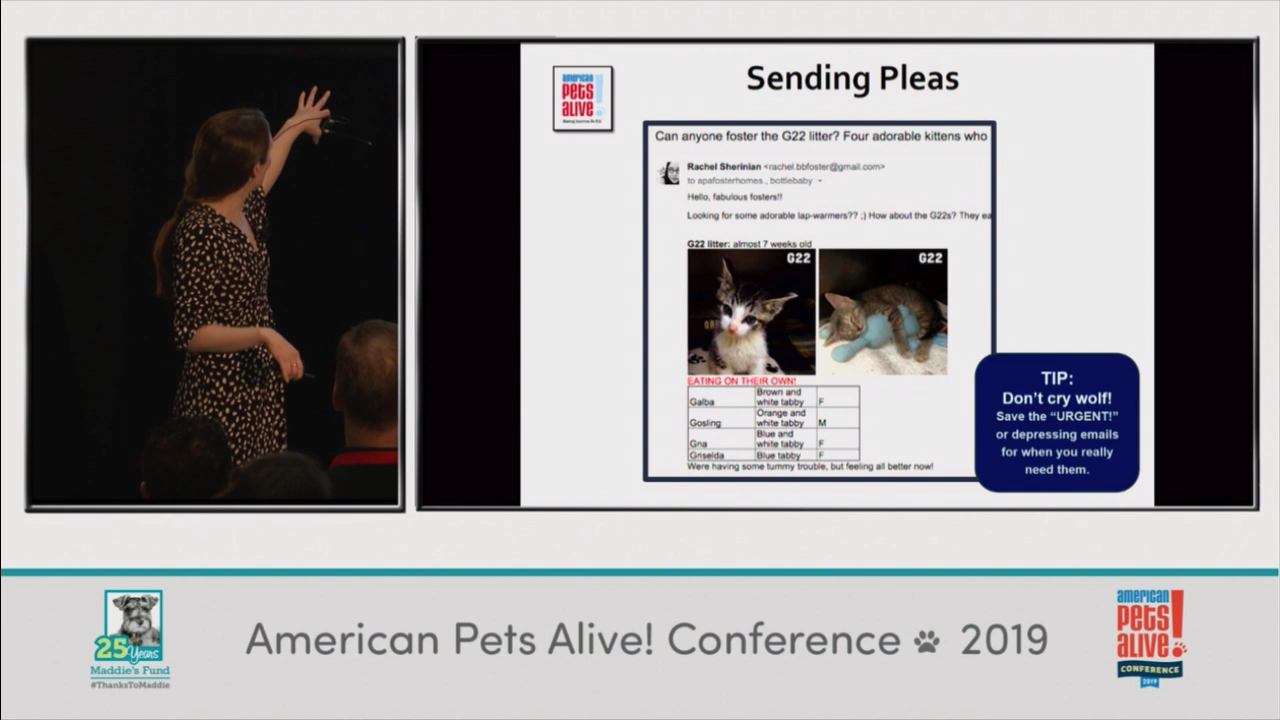 american
PETS
ALIVE!
Sending Pleas
Can anyone foster the G22 litter? Four adorable kittens who
Rachel Sherinian <rachel.bbfoster@gmail.com>
to apafosterhomes., bottlebaby
Hello, fabulous fosters!!
Looking for some adorable lap-warmers?? ;) How about the G22s? They ea
G22 litter: almost 7 weeks old
G22
G22
EATING ON THEIR OWN!
Galba Brown and white tabby F
Gosling Orange and white tabby M
Gna Blue and white tabby F
Griselda Blue tabby F
Were having some tummy trouble, but feeling all better now!
TIP:
Don't cry wolf!
Save the “URGENT!”
or depressing emails
for when you really
need them.
25 Years
Maddie's Fund
#ThanksToMaddie
American Pets Alive! Conference 2019
american
PETS
ALIVE!
CONFERENCE
2019